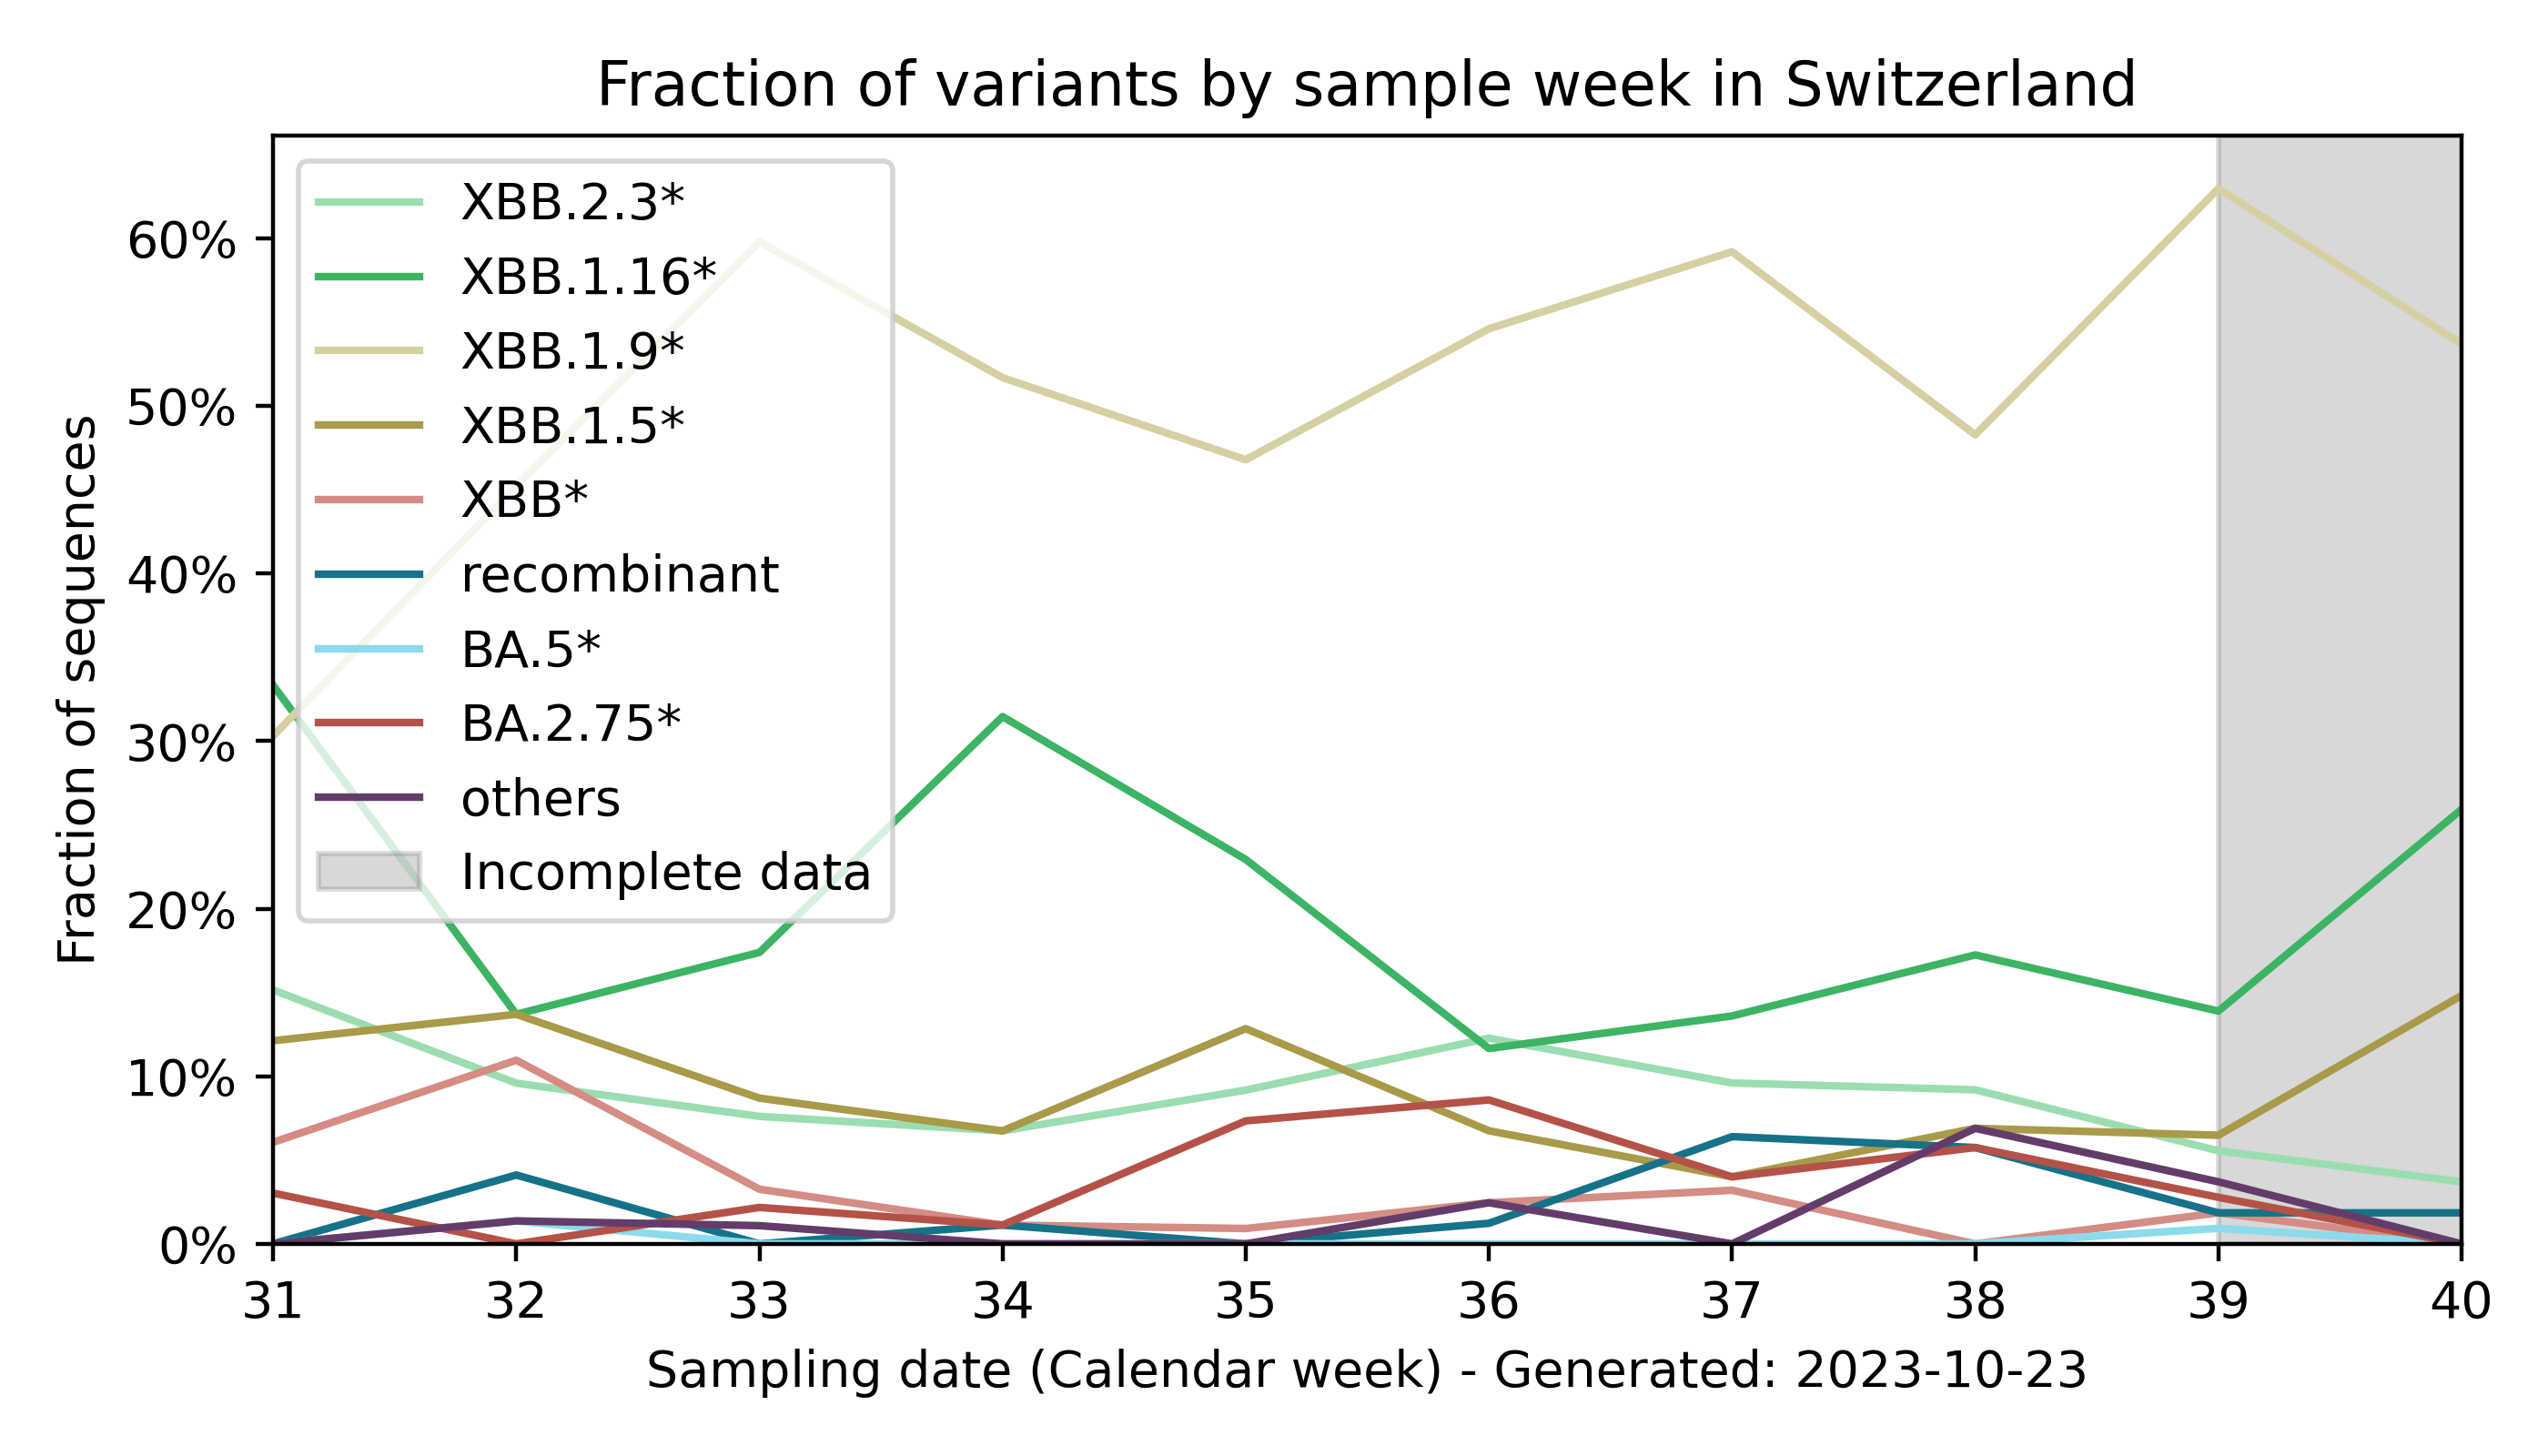 Fraction of variants by sample week in Switzerland
Fraction of sequences
60%
50%
40%
30%
20%
10%
0%
XBB.2.3*
XBB.1.16*
XBB.1.9*
XBB.1.5*
XBB*
recombinant
BA.5*
BA.2.75*
others
Incomplete data
31 32 33 34 35 36 37 38 39 40
Sampling date (Calendar week) - Generated: 2023-10-23